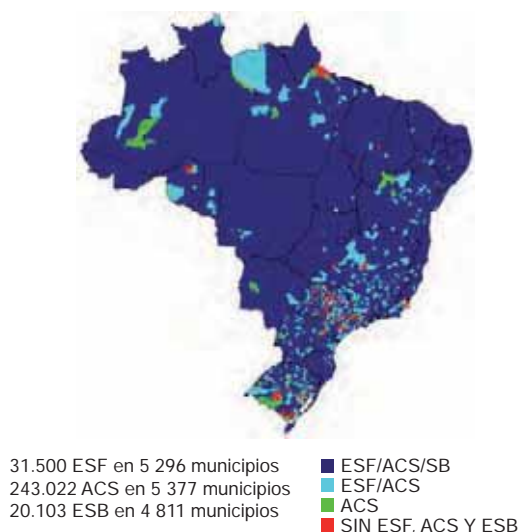 31.500 ESF en 5 296 municipios
243.022 ACS en 5 377 municipios
20.103 ESB en 4 811 municipios
ESF/ACS/SB
ESF/ACS
ACS
SIN ESF, ACS Y ESB